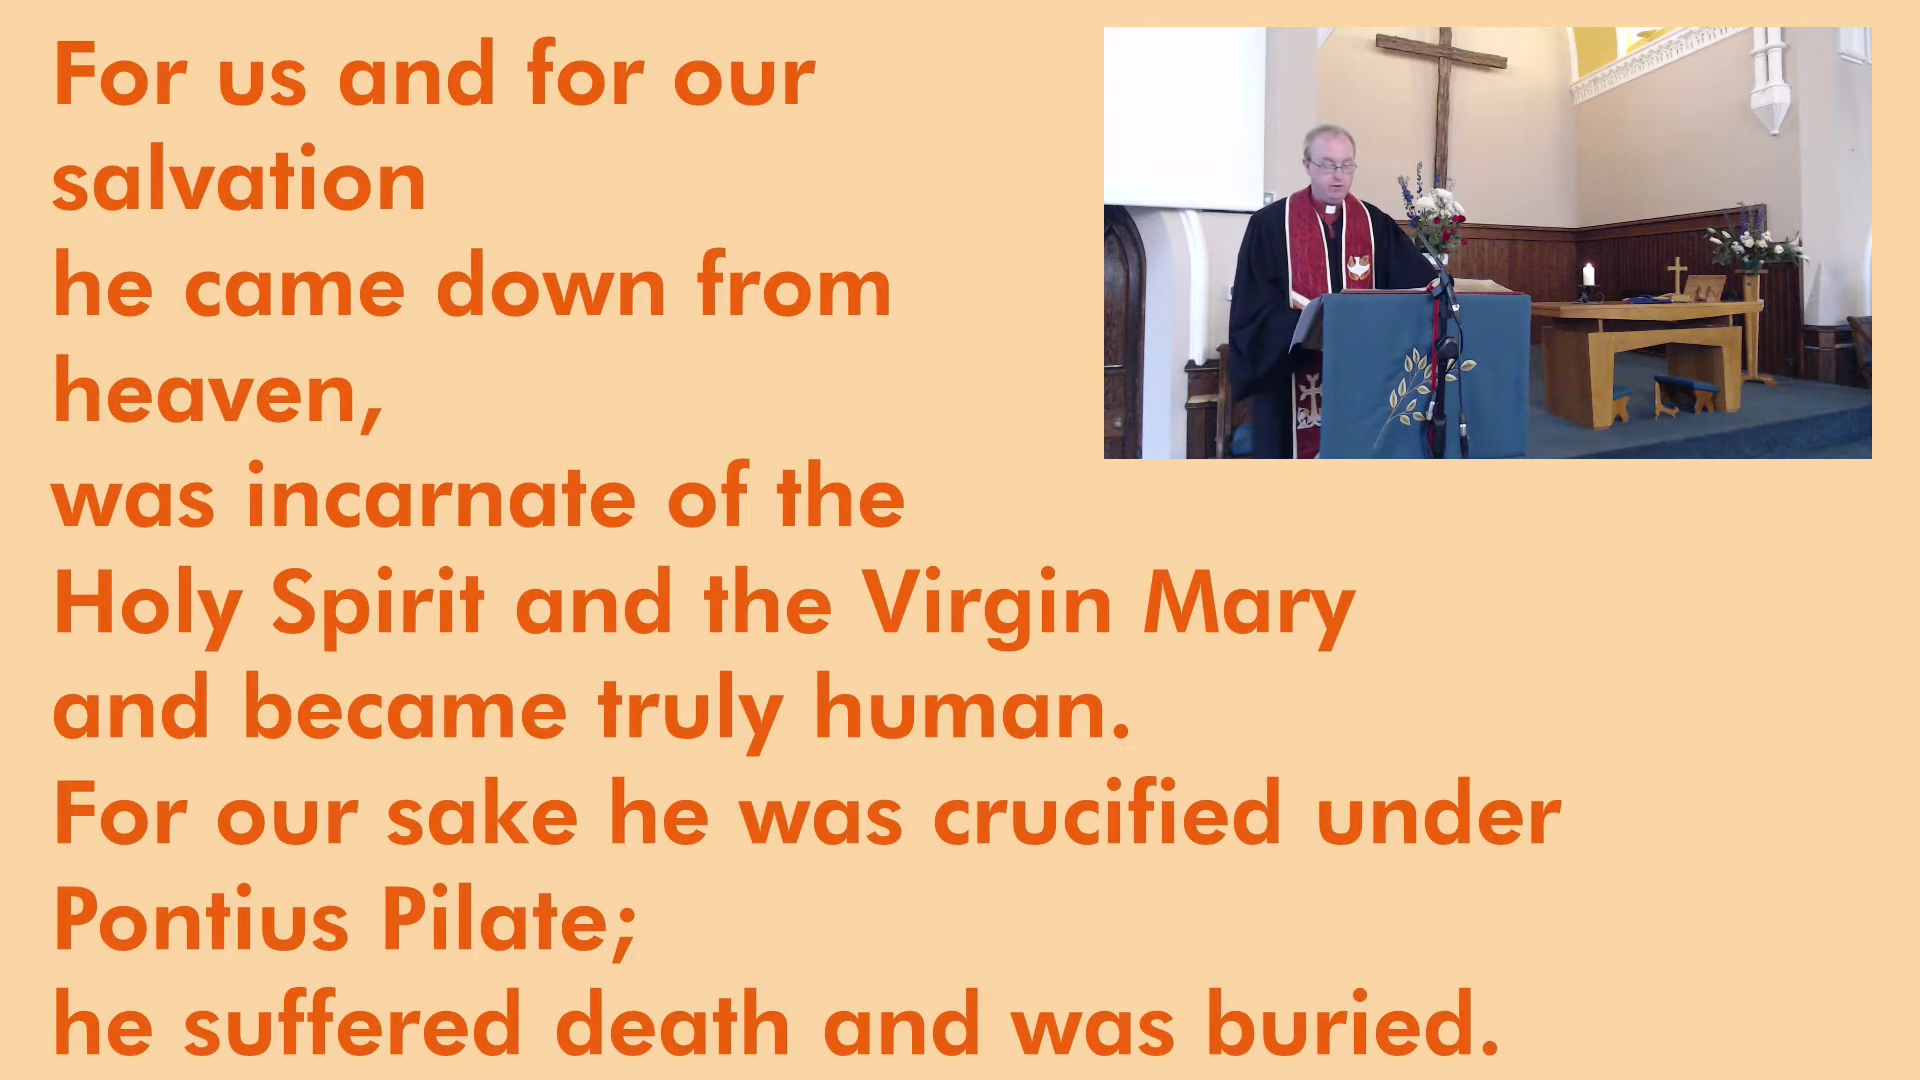 For us and for our
salvation
he came down from
heaven,
was incarnate of the
Holy Spirit and the Virgin Mary
and became truly human.
For our sake he was crucified under
Pontius Pilate;
he suffered death and was buried.